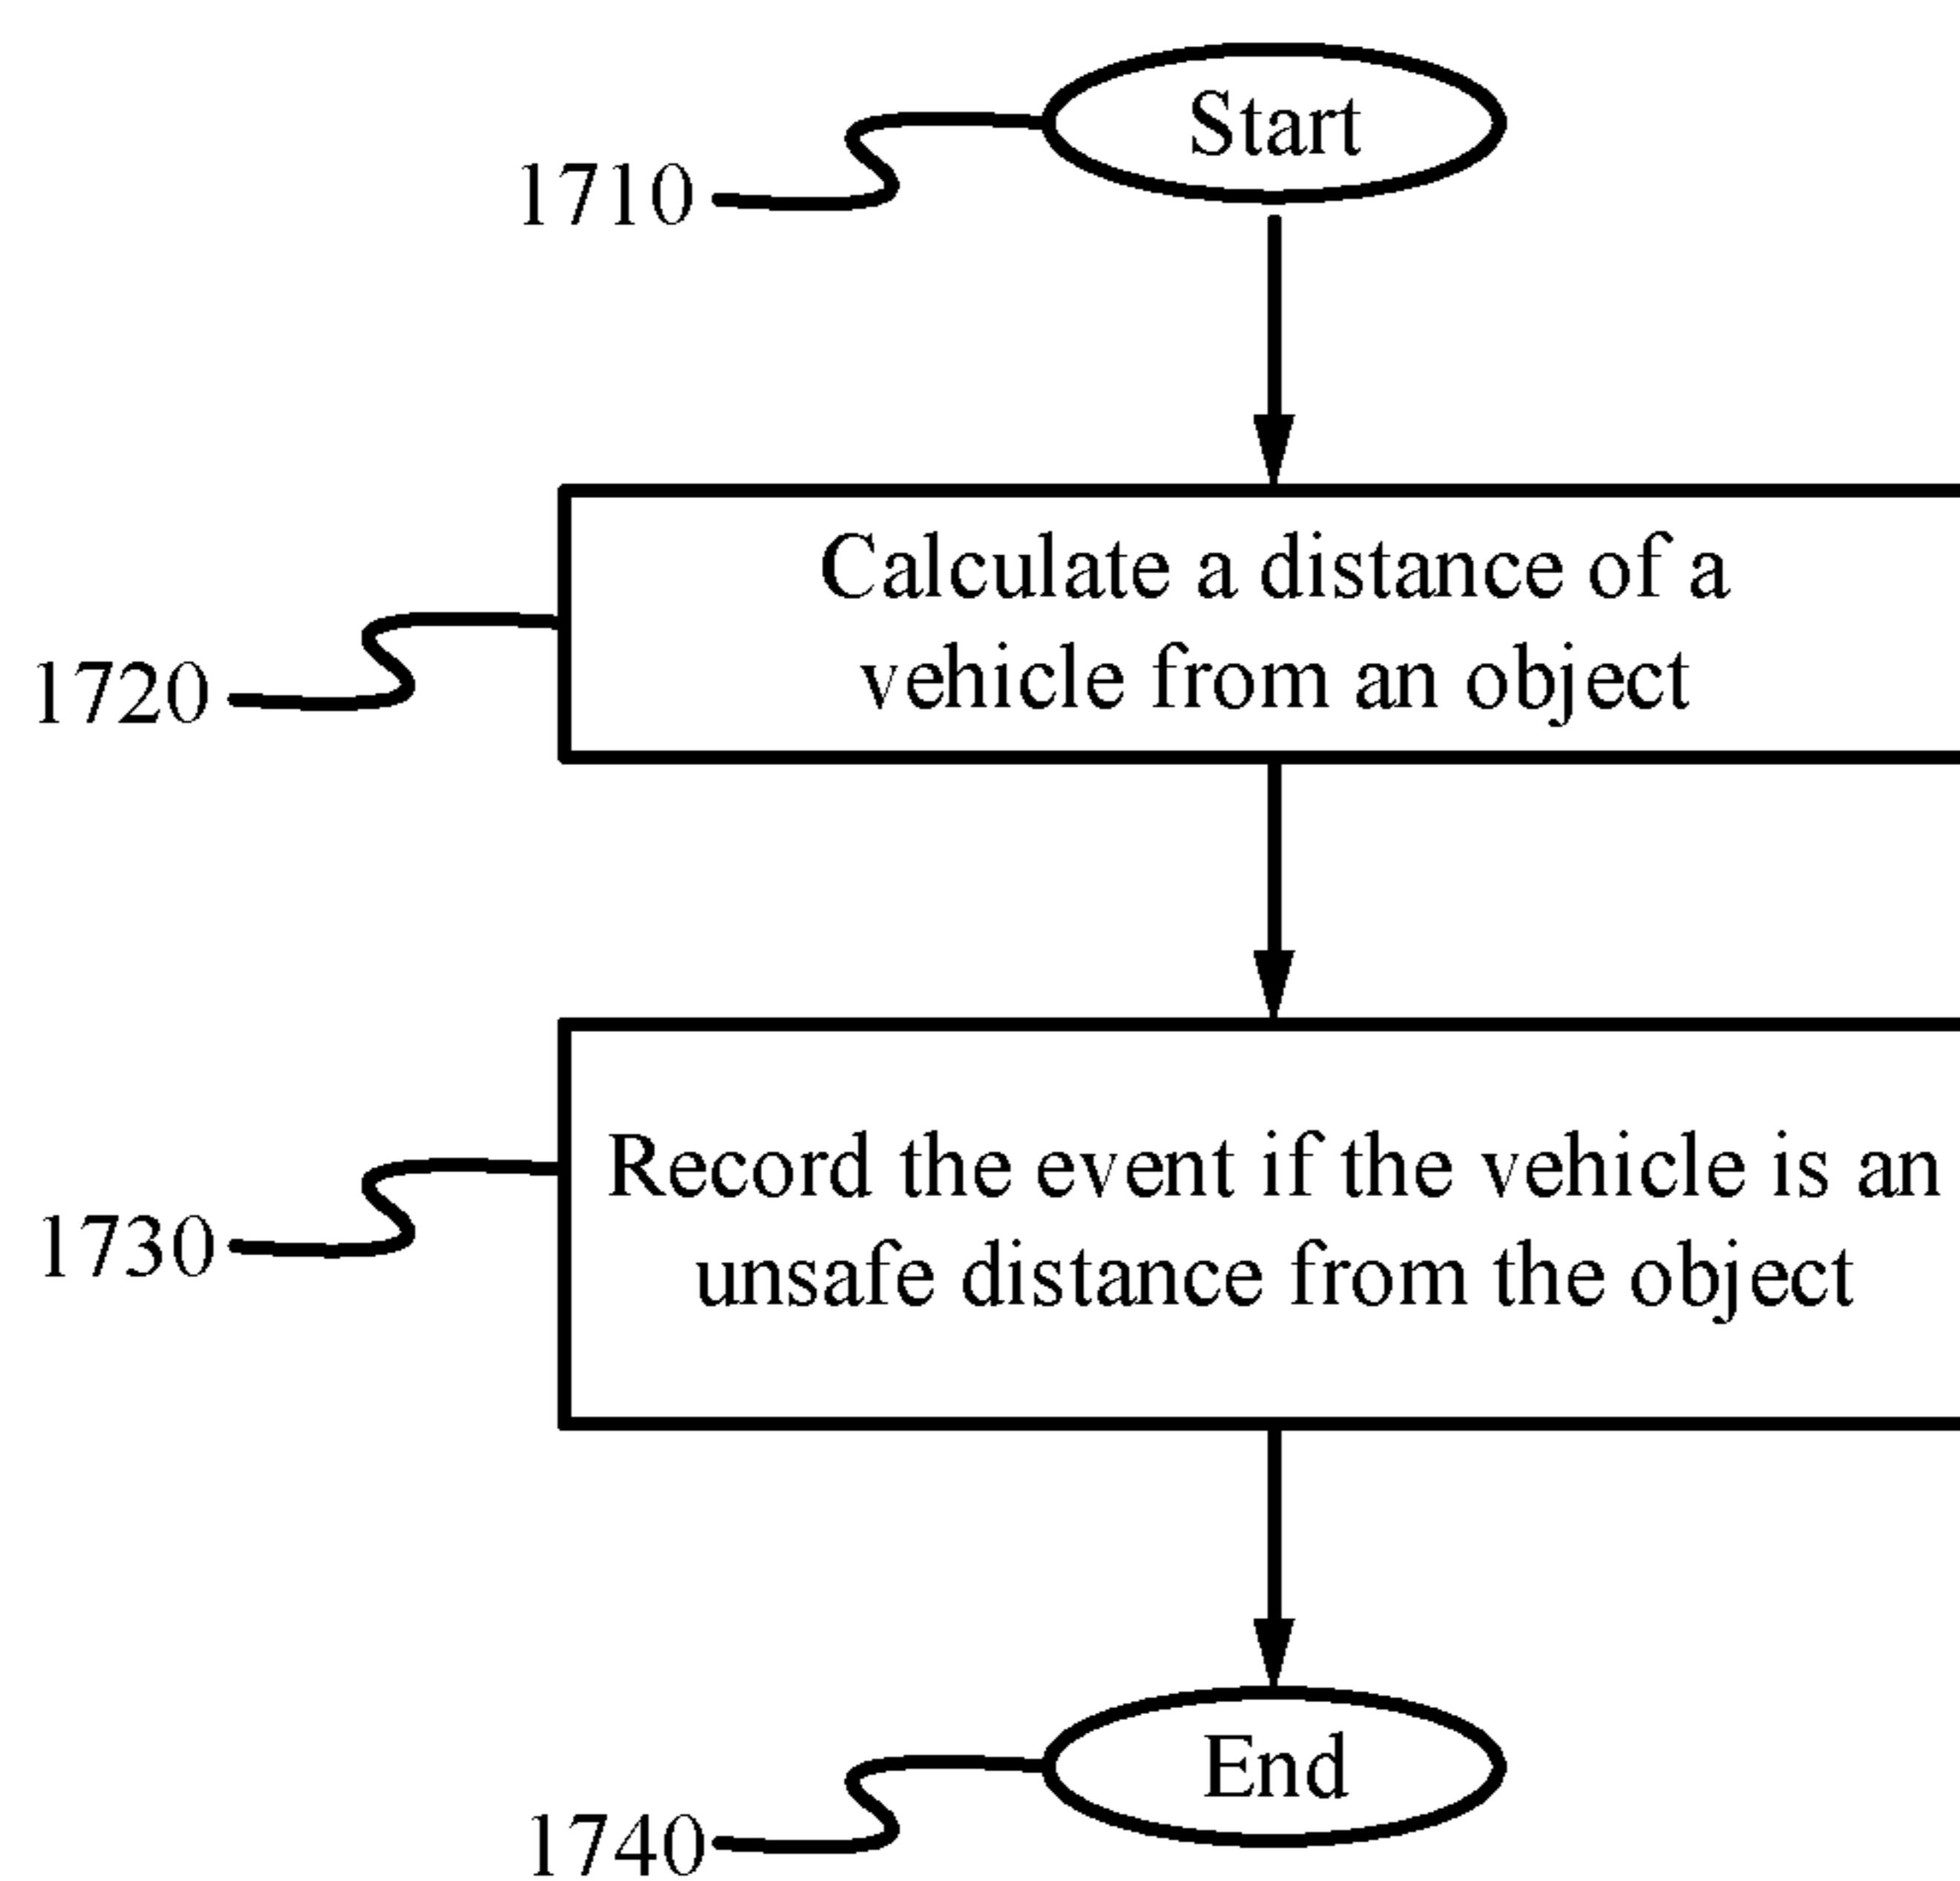 Start
1710
Calculate a distance of a
vehicle from an object
1720
Record the event if the vehicle is an
unsafe distance from the object
1730
End
1740